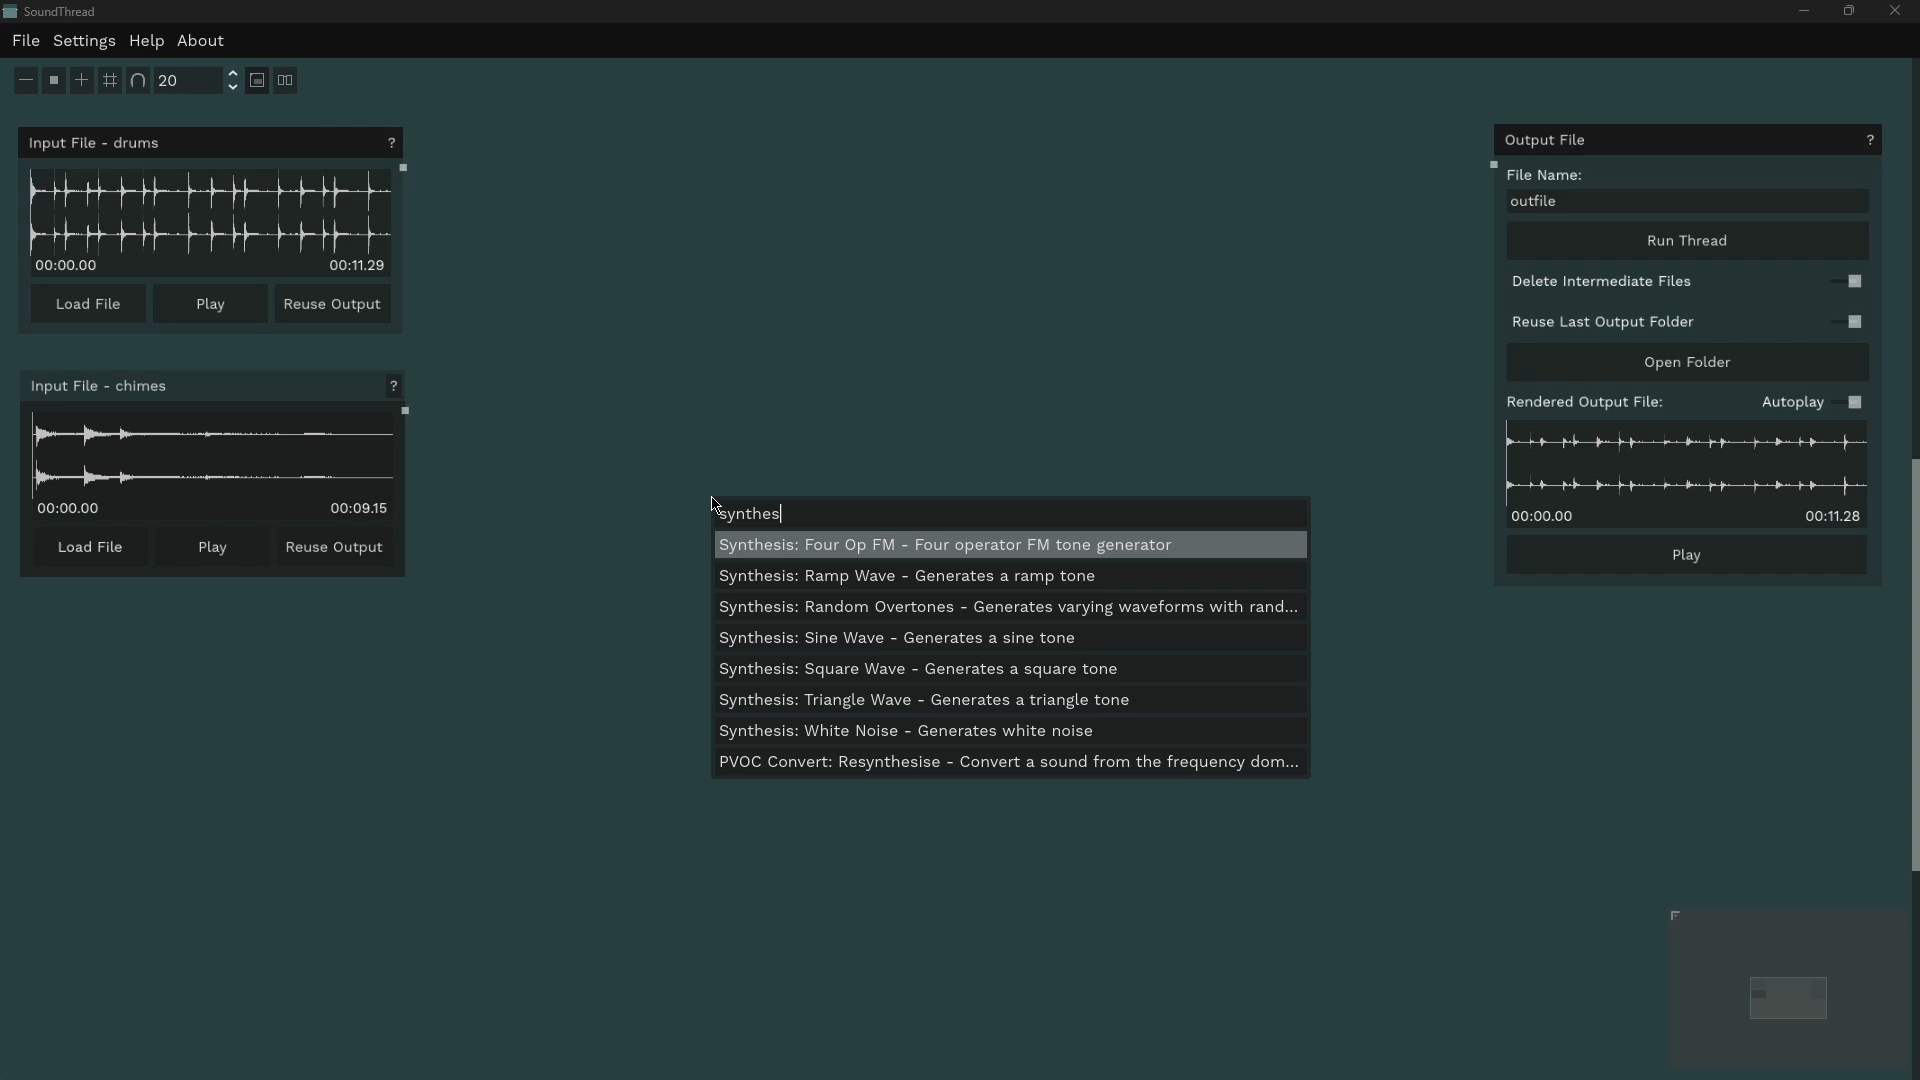 SoundThread
File Settings Help About
20
Input File - drums ?
00:00.00 00:11.29
Load File Play Reuse Output
Input File - chimes ?
00:00.00 00:09.15
Load File Play Reuse Output
synthes
Synthesis: Four Op FM - Four operator FM tone generator
Synthesis: Ramp Wave - Generates a ramp tone
Synthesis: Random Overtones - Generates varying waveforms with rand...
Synthesis: Sine Wave - Generates a sine tone
Synthesis: Square Wave - Generates a square tone
Synthesis: Triangle Wave - Generates a triangle tone
Synthesis: White Noise - Generates white noise
PVOC Convert: Resynthesise - Convert a sound from the frequency dom...
Output File ?
File Name:
outfile
Run Thread
Delete Intermediate Files
Reuse Last Output Folder
Open Folder
Rendered Output File: Autoplay
00:00.00 00:11.28
Play